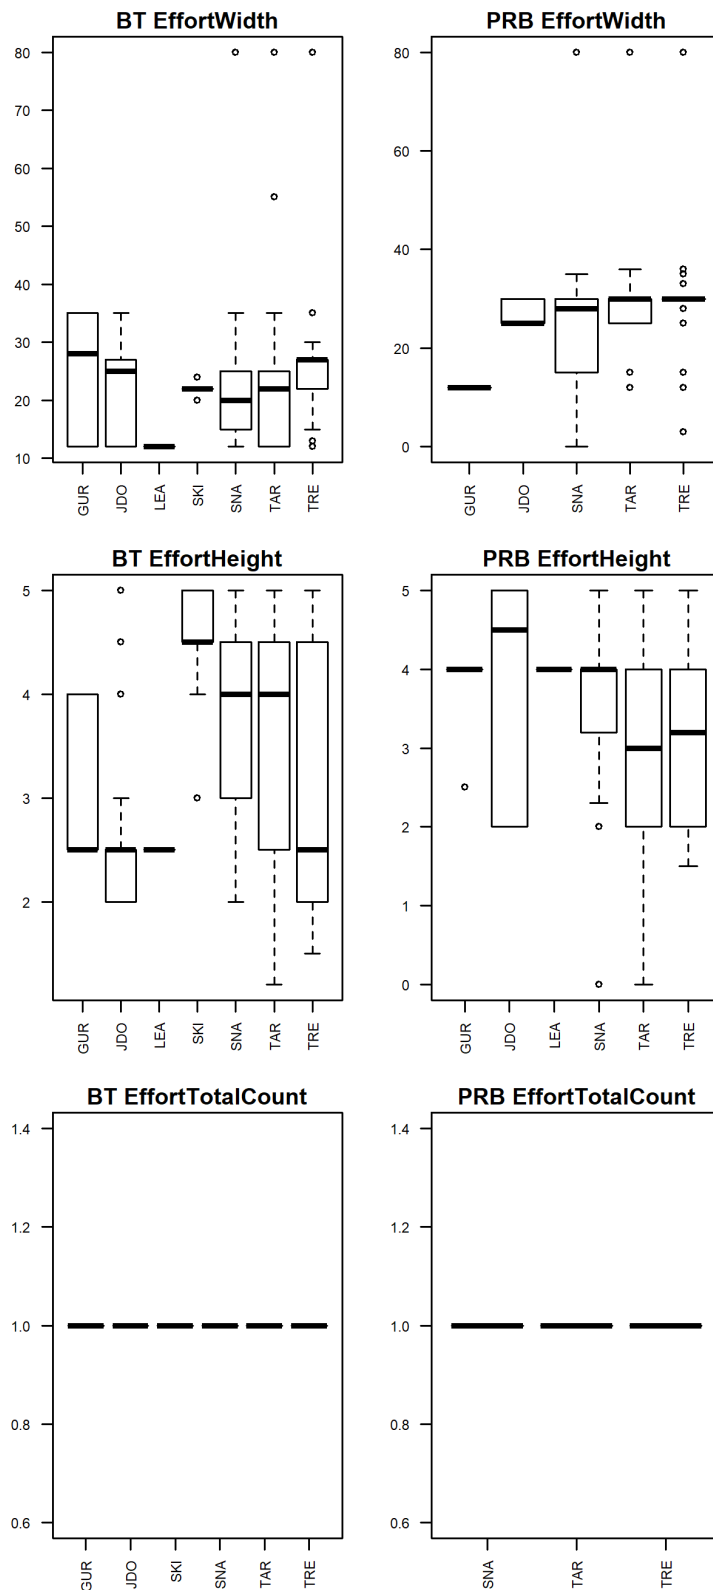 BT EffortWidth
80
70
60
50
40
30
20
10
GUR JDO LEA SKI SNA TAR TRE
PRB EffortWidth
80
60
40
20
0
GUR JDO SNA TAR TRE
BT EffortHeight
5
4
3
2
GUR JDO LEA SKI SNA TAR TRE
PRB EffortHeight
5
4
3
2
1
0
GUR JDO LEA SNA TAR TRE
BT EffortTotalCount
1.4
1.2
1.0
0.8
0.6
GUR JDO SKI SNA TAR TRE
PRB EffortTotalCount
1.4
1.2
1.0
0.8
0.6
SNA TAR TRE